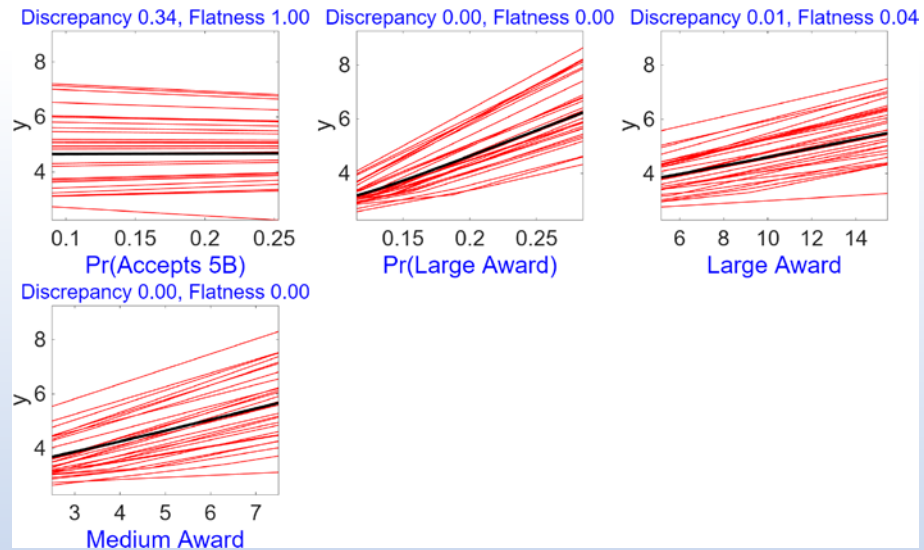 Discrepancy 0.34, Flatness 1.00
8
6
4
y
0.1 0.15 0.2 0.25
Pr(Accepts 5B)
Discrepancy 0.00, Flatness 0.00
8
6
4
y
0.15 0.2 0.25
Pr(Large Award)
Discrepancy 0.01, Flatness 0.04
8
6
4
y
6 8 10 12 14
Large Award
Discrepancy 0.00, Flatness 0.00
8
6
4
y
3 4 5 6 7
Medium Award